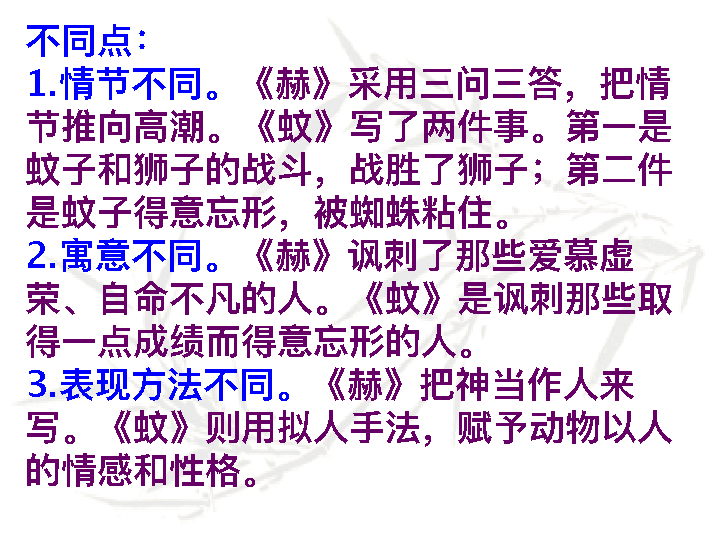 不同点：
1.情节不同。《赫》采用三问三答，把情
节推向高潮。《蚊》写了两件事。第一是
蚊子和狮子的战斗，战胜了狮子；第二件
是蚊子得意忘形，被蜘蛛粘住。
2.寓意不同。《赫》讽刺了那些爱慕虚
荣、自命不凡的人。《蚊》是讽刺那些取
得一点成绩而得意忘形的人。
3.表现方法不同。《赫》把神当作人来
写。《蚊》则用拟人手法，赋予动物以人
的情感和性格。